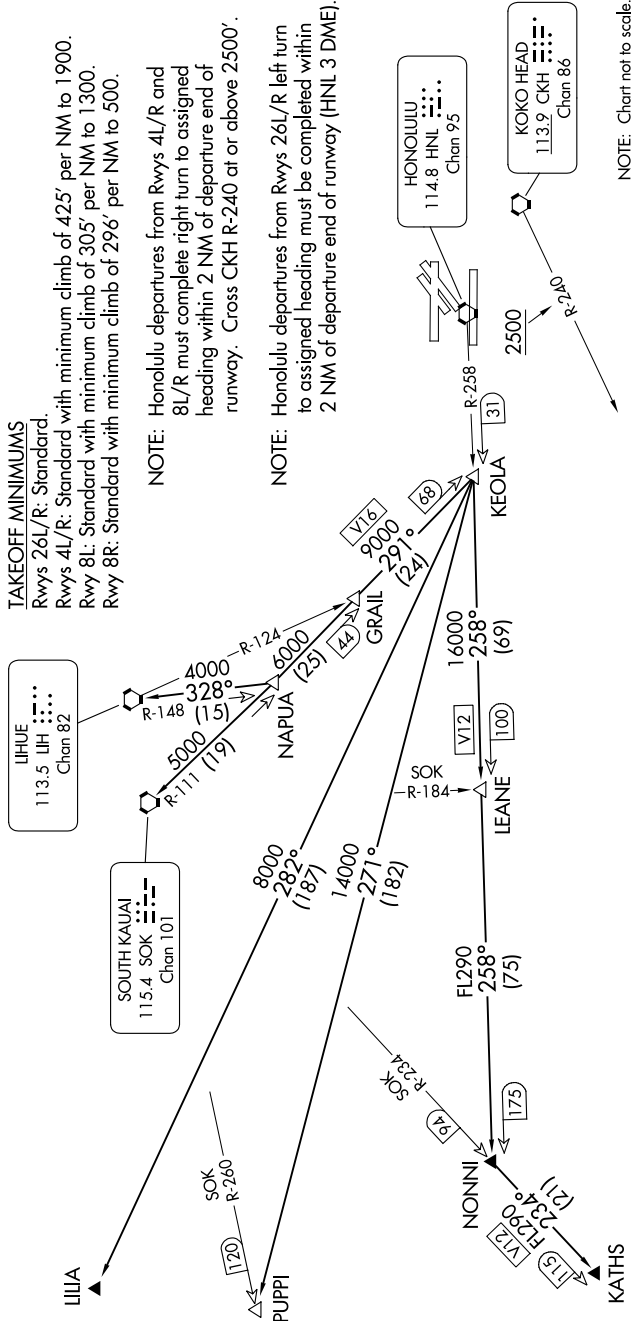 TAKEOFF MINIMUMS
Rwys 26L/R: Standard.
Rwys 4L/R: Standard with minimum climb of 425' per NM to 1900.
Rwy 8L: Standard with minimum climb of 305' per NM to 1300.
Rwy 8R: Standard with minimum climb of 296' per NM to 500.
NOTE: Honolulu departures from Rwys 4L/R and
8L/R must complete right turn to assigned
heading within 2 NM of departure end of
runway. Cross CKH R-240 at or above 2500'.
NOTE: Honolulu departures from Rwys 26L/R left turn
to assigned heading must be completed within
2 NM of departure end of runway (HNL 3 DME).
LIHUE
113.5 LIH
Chan 82
SOUTH KAUAI
115.4 SOK
Chan 101
HONOLULU
114.8 HNL
Chan 95
KOKO HEAD
113.9 CKH
Chan 86
R-240
2500
R-258
31
KEOLA
68
V16
9000
291°
(24)
GRAIL
44
R-124
6000
(25)
NAPUA
4000
328°
(15)
R-148
5000
(19)
R-111
8000
282°
(187)
LILIA
14000
271°
(182)
PUPPI
120
SOK
R-260
16000
258°
(69)
V12
100
LEANE
SOK
R-184
FL290
258°
(75)
175
NONNI
94
SOK
R-234
V12
FL290
234°
(21)
115
KATHS
NOTE: Chart not to scale.